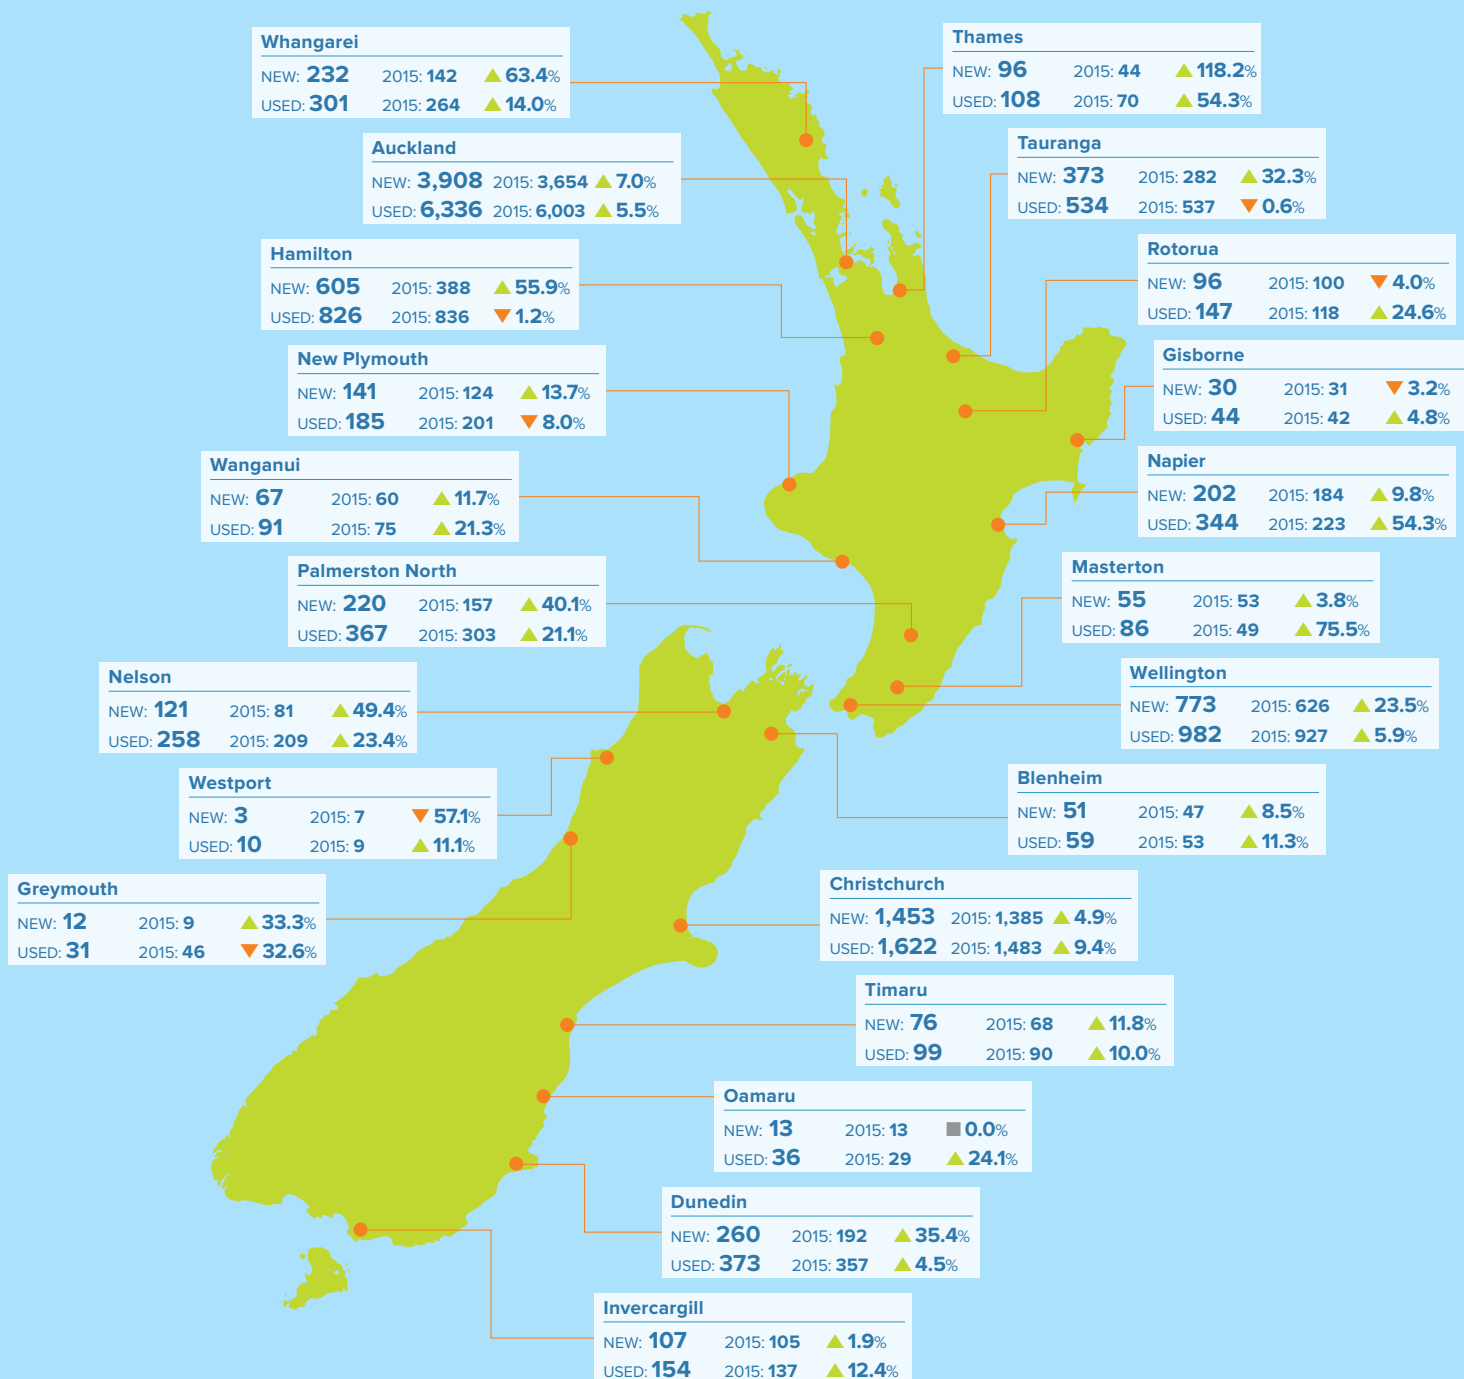 Whangarei
NEW: 232 2015: 142 ▲ 63.4%
USED: 301 2015: 264 ▲ 14.0%
Thames
NEW: 96 2015: 44 ▲ 118.2%
USED: 108 2015: 70 ▲ 54.3%
Auckland
NEW: 3,908 2015: 3,654 ▲ 7.0%
USED: 6,336 2015: 6,003 ▲ 5.5%
Tauranga
NEW: 373 2015: 282 ▲ 32.3%
USED: 534 2015: 537 ▼ 0.6%
Hamilton
NEW: 605 2015: 388 ▲ 55.9%
USED: 826 2015: 836 ▼ 1.2%
Rotorua
NEW: 96 2015: 100 ▼ 4.0%
USED: 147 2015: 118 ▲ 24.6%
New Plymouth
NEW: 141 2015: 124 ▲ 13.7%
USED: 185 2015: 201 ▼ 8.0%
Gisborne
NEW: 30 2015: 31 ▼ 3.2%
USED: 44 2015: 42 ▲ 4.8%
Wanganui
NEW: 67 2015: 60 ▲ 11.7%
USED: 91 2015: 75 ▲ 21.3%
Napier
NEW: 202 2015: 184 ▲ 9.8%
USED: 344 2015: 223 ▲ 54.3%
Palmerston North
NEW: 220 2015: 157 ▲ 40.1%
USED: 367 2015: 303 ▲ 21.1%
Masterton
NEW: 55 2015: 53 ▲ 3.8%
USED: 86 2015: 49 ▲ 75.5%
Nelson
NEW: 121 2015: 81 ▲ 49.4%
USED: 258 2015: 209 ▲ 23.4%
Wellington
NEW: 773 2015: 626 ▲ 23.5%
USED: 982 2015: 927 ▲ 5.9%
Westport
NEW: 3 2015: 7 ▼ 57.1%
USED: 10 2015: 9 ▲ 11.1%
Blenheim
NEW: 51 2015: 47 ▲ 8.5%
USED: 59 2015: 53 ▲ 11.3%
Greymouth
NEW: 12 2015: 9 ▲ 33.3%
USED: 31 2015: 46 ▼ 32.6%
Christchurch
NEW: 1,453 2015: 1,385 ▲ 4.9%
USED: 1,622 2015: 1,483 ▲ 9.4%
Timaru
NEW: 76 2015: 68 ▲ 11.8%
USED: 99 2015: 90 ▲ 10.0%
Oamaru
NEW: 13 2015: 13 ■ 0.0%
USED: 36 2015: 29 ▲ 24.1%
Dunedin
NEW: 260 2015: 192 ▲ 35.4%
USED: 373 2015: 357 ▲ 4.5%
Invercargill
NEW: 107 2015: 105 ▲ 1.9%
USED: 154 2015: 137 ▲ 12.4%